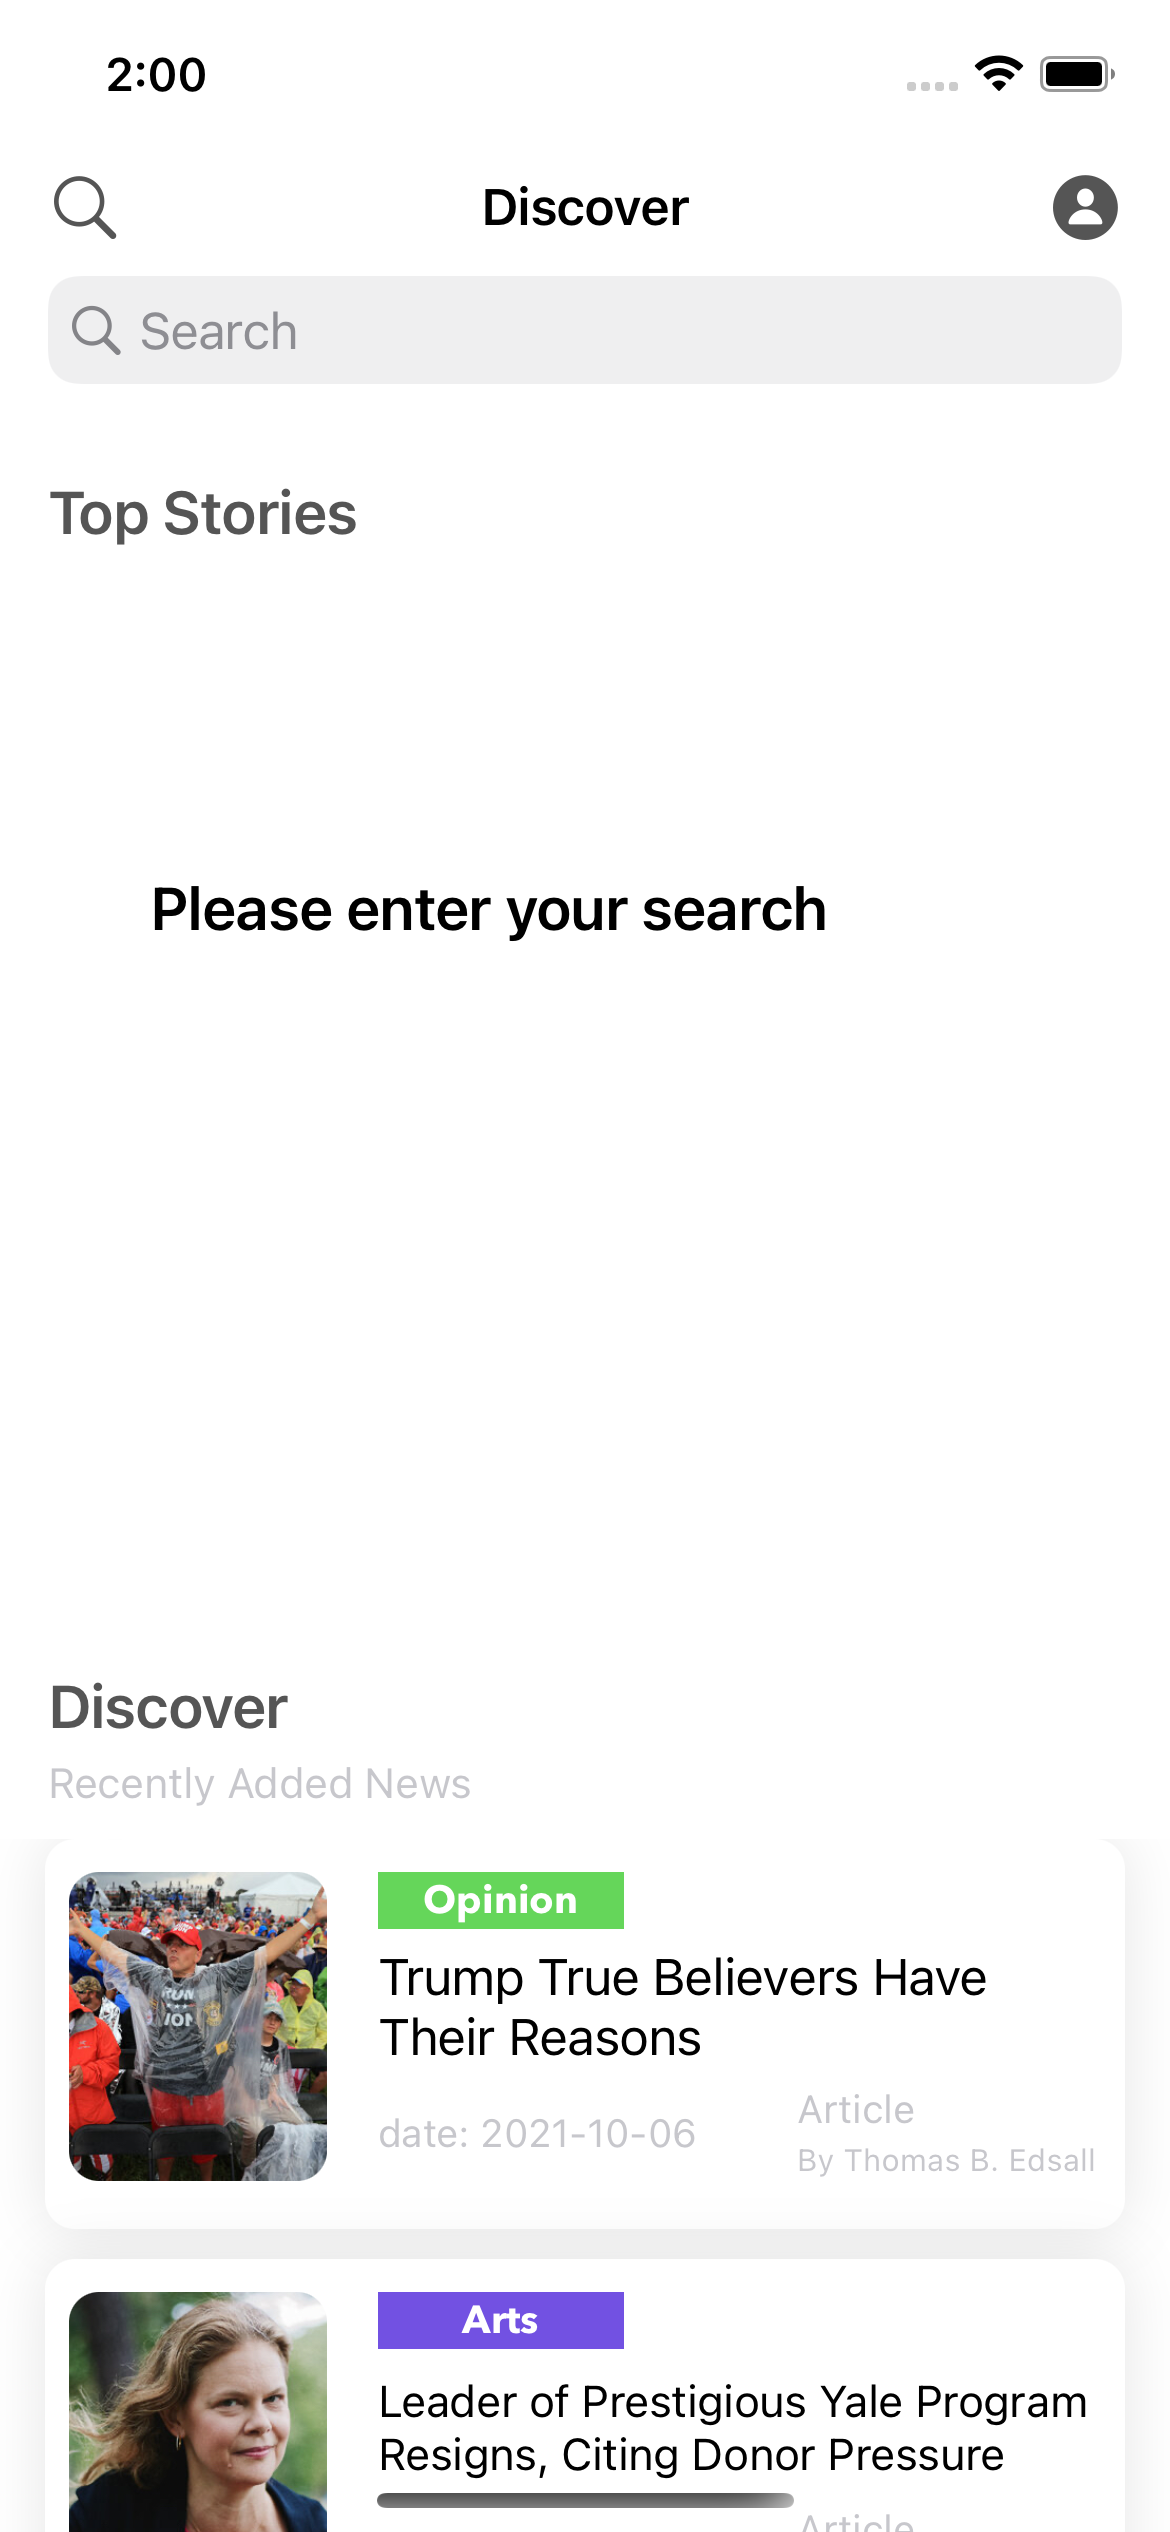 2:00
Discover
Search
Top Stories
Please enter your search
Discover
Recently Added News
Opinion
Trump True Believers Have
Their Reasons
date: 2021-10-06
Article
By Thomas B. Edsall
Arts
Leader of Prestigious Yale Program
Resigns, Citing Donor Pressure
Article